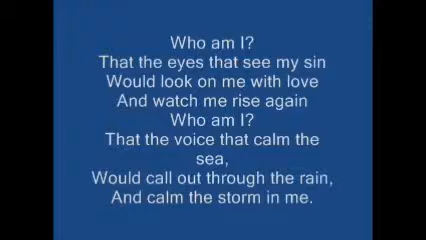 Who am I?
That the eyes that see my sin
Would look on me with love
And watch me rise again
Who am I?
That the voice that calm the
sea,
Would call out through the rain,
And calm the storm in me.